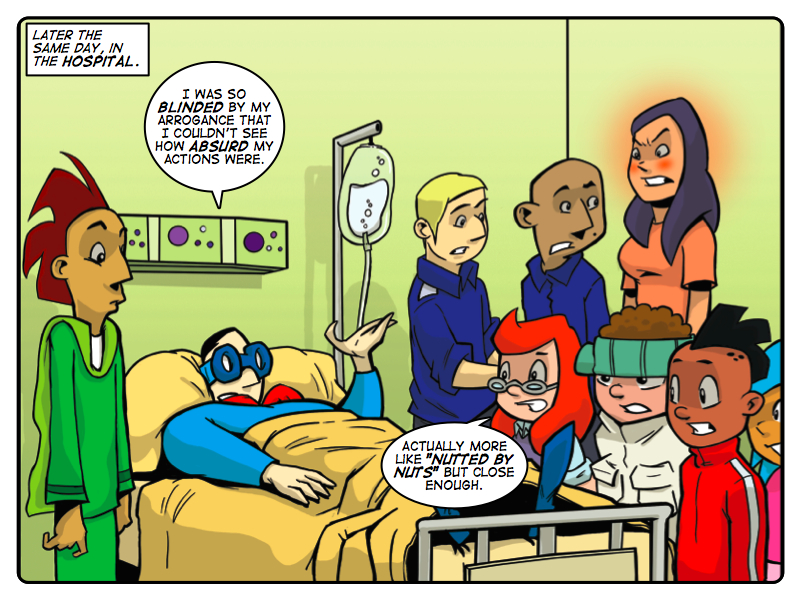 LATER THE
SAME DAY, IN
THE HOSPITAL.
I WAS SO
BLINDED BY MY
ARROGANCE THAT
I COULDN'T SEE
HOW ABSURD MY
ACTIONS WERE.
ACTUALLY MORE
LIKE "NUTTED BY
NUTS" BUT CLOSE
ENOUGH.